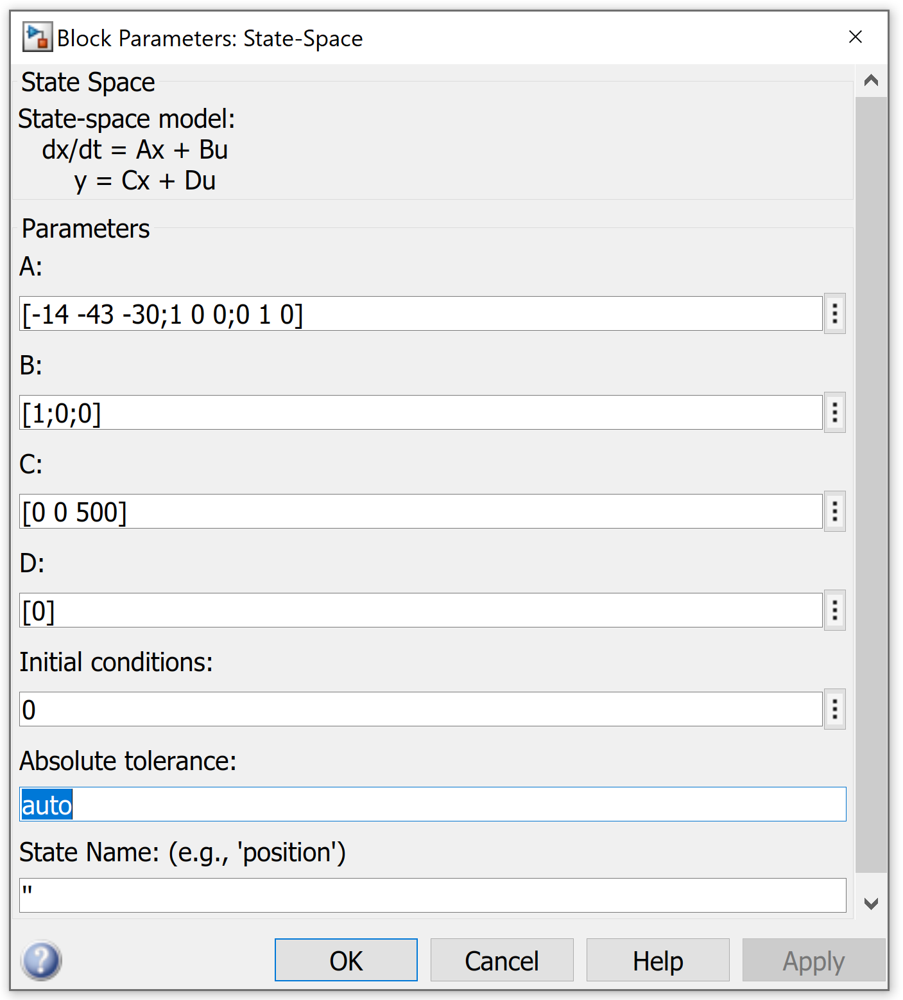 Block Parameters: State-Space
State Space
State-space model:
dx/dt = Ax + Bu
y = Cx + Du
Parameters
A:
[-14 -43 -30;1 0 0;0 1 0]
B:
[1;0;0]
C:
[0 0 500]
D:
[0]
Initial conditions:
0
Absolute tolerance:
auto
State Name: (e.g., 'position')
''
OK Cancel Help Apply